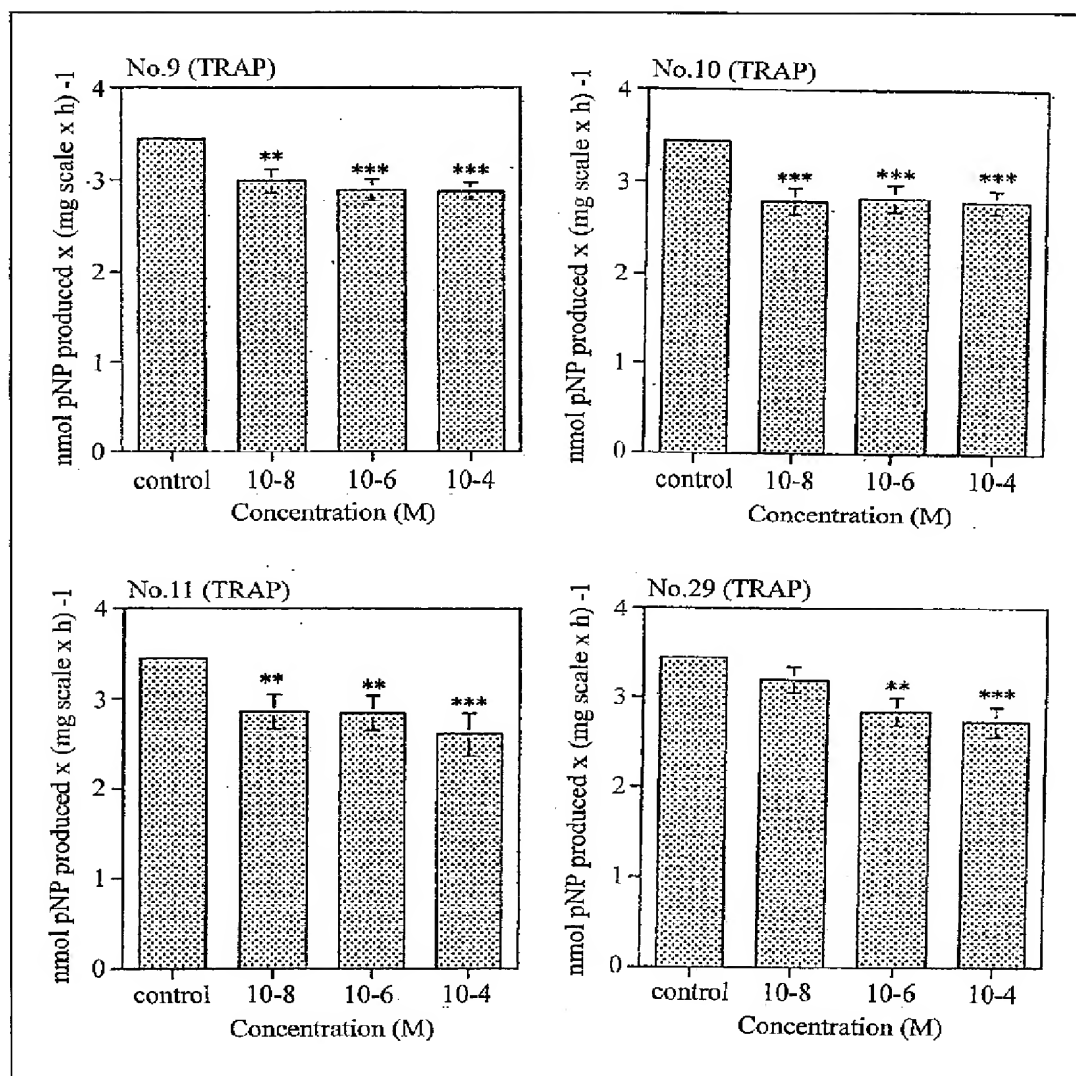 No.9 (TRAP)
nmol pNP produced x (mg scale x h) -1
4
3
2
1
0
** *** ***
control 10-8 10-6 10-4
Concentration (M)
No.10 (TRAP)
nmol pNP produced x (mg scale x h) -1
4
3
2
1
0
*** *** ***
control 10-8 10-6 10-4
Concentration (M)
No.11 (TRAP)
nmol pNP produced x (mg scale x h) -1
4
3
2
1
0
** ** ***
control 10-8 10-6 10-4
Concentration (M)
No.29 (TRAP)
nmol pNP produced x (mg scale x h) -1
4
3
2
1
0
** ***
control 10-8 10-6 10-4
Concentration (M)